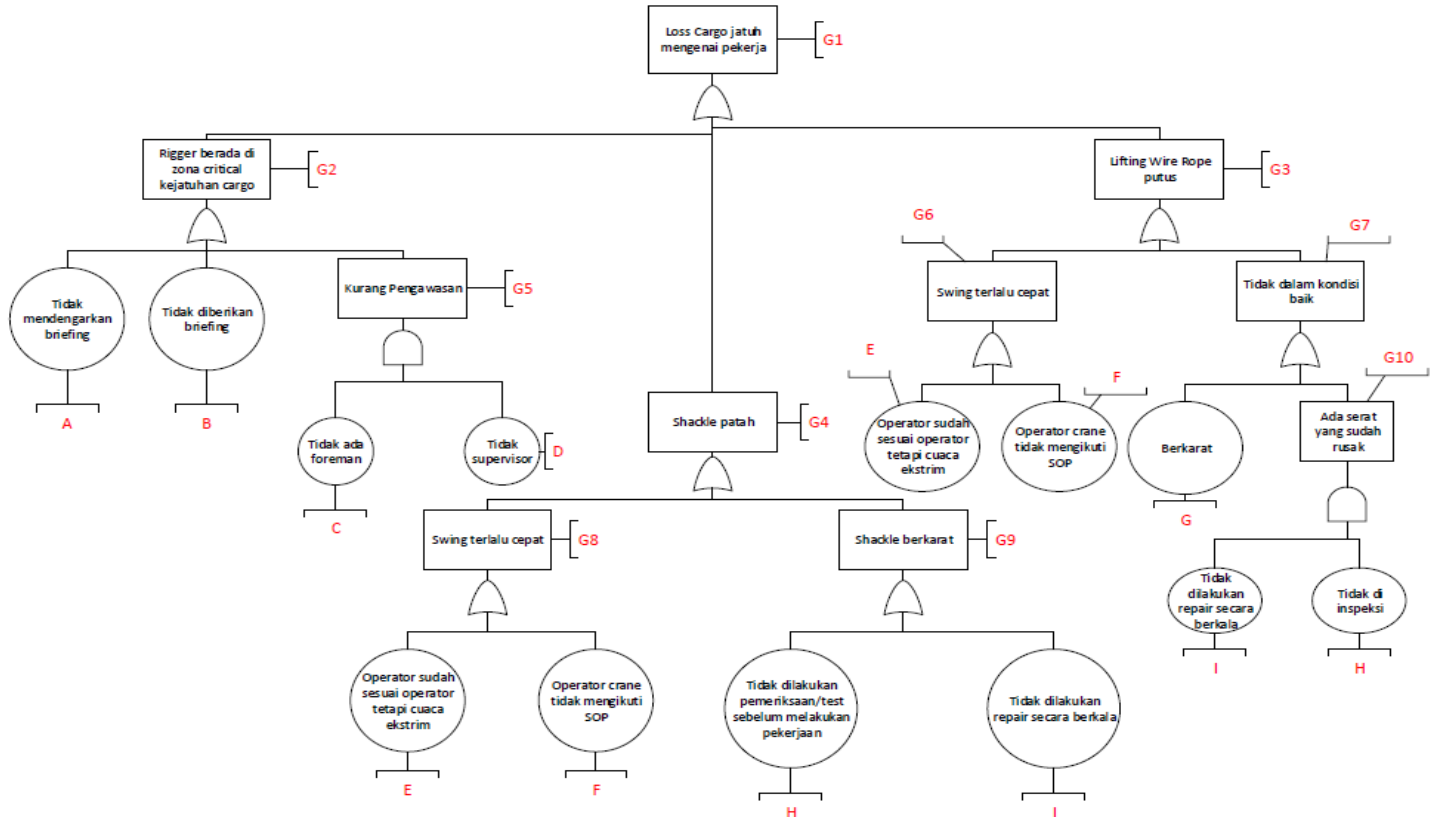 Loss Cargo jatuh
mengenai pekerja
G1
Rigger berada di
zona critical
kejatuhan cargo
G2
Lifting Wire Rope
putus
G3
G6
G7
Tidak
mendengarkan
briefing
Tidak diberikan
briefing
Kurang Pengawasan
G5
Swing terlalu cepat
Tidak dalam kondisi
baik
A
B
E
F
G10
Tidak ada
foreman
Tidak
supervisor
D
C
Shackle patah
G4
Operator sudah
sesuai operator
tetapi cuaca
ekstrim
Operator crane
tidak mengikuti
SOP
Berkarat
Ada serat
yang sudah
rusak
G
Swing terlalu cepat
G8
Shackle berkarat
G9
Tidak
dilakukan
repair secara
berkala
Tidak di
inspeksi
I
H
Operator sudah
sesuai operator
tetapi cuaca
ekstrim
Operator crane
tidak mengikuti
SOP
Tidak dilakukan
pemeriksaan/test
sebelum melakukan
pekerjaan
Tidak dilakukan
repair secara berkala
E
F
H
I